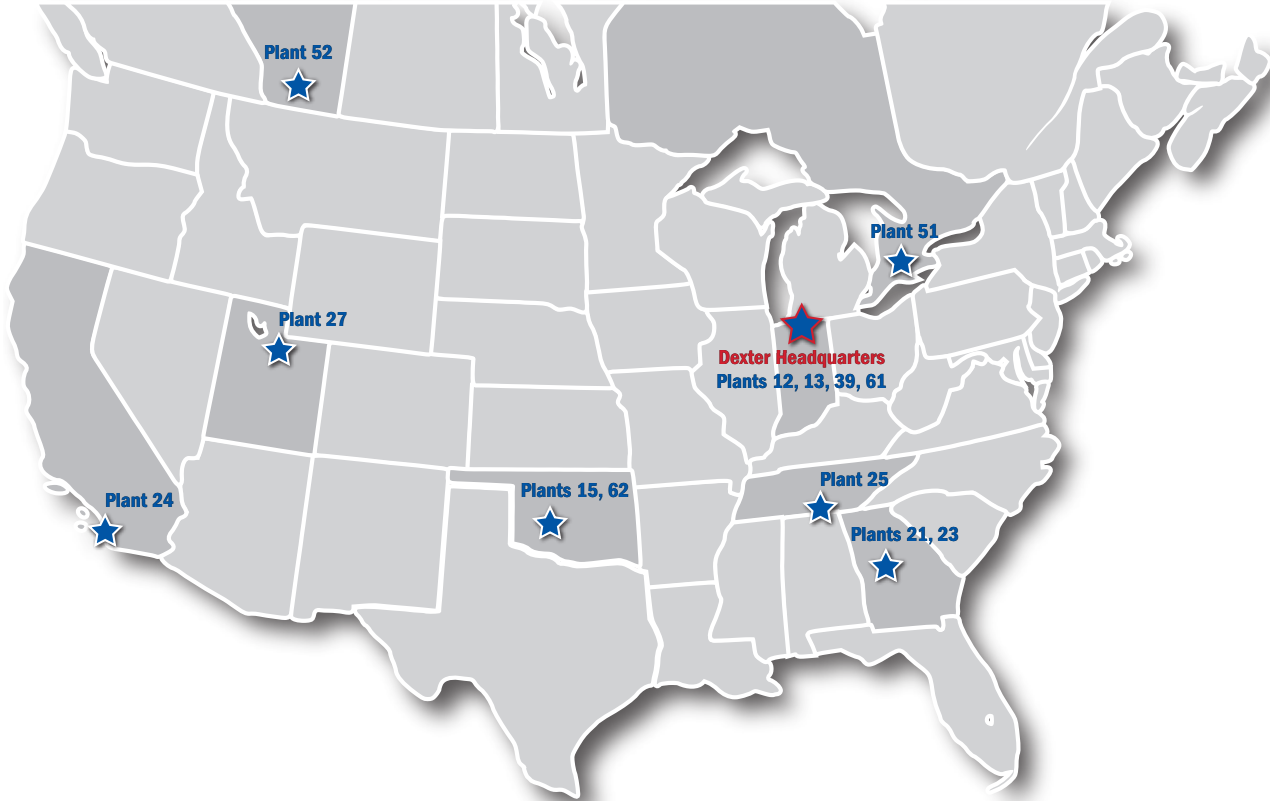 Plant 52
Plant 51
Plant 27
Dexter Headquarters
Plants 12, 13, 39, 61
Plant 25
Plants 15, 62
Plant 24
Plants 21, 23